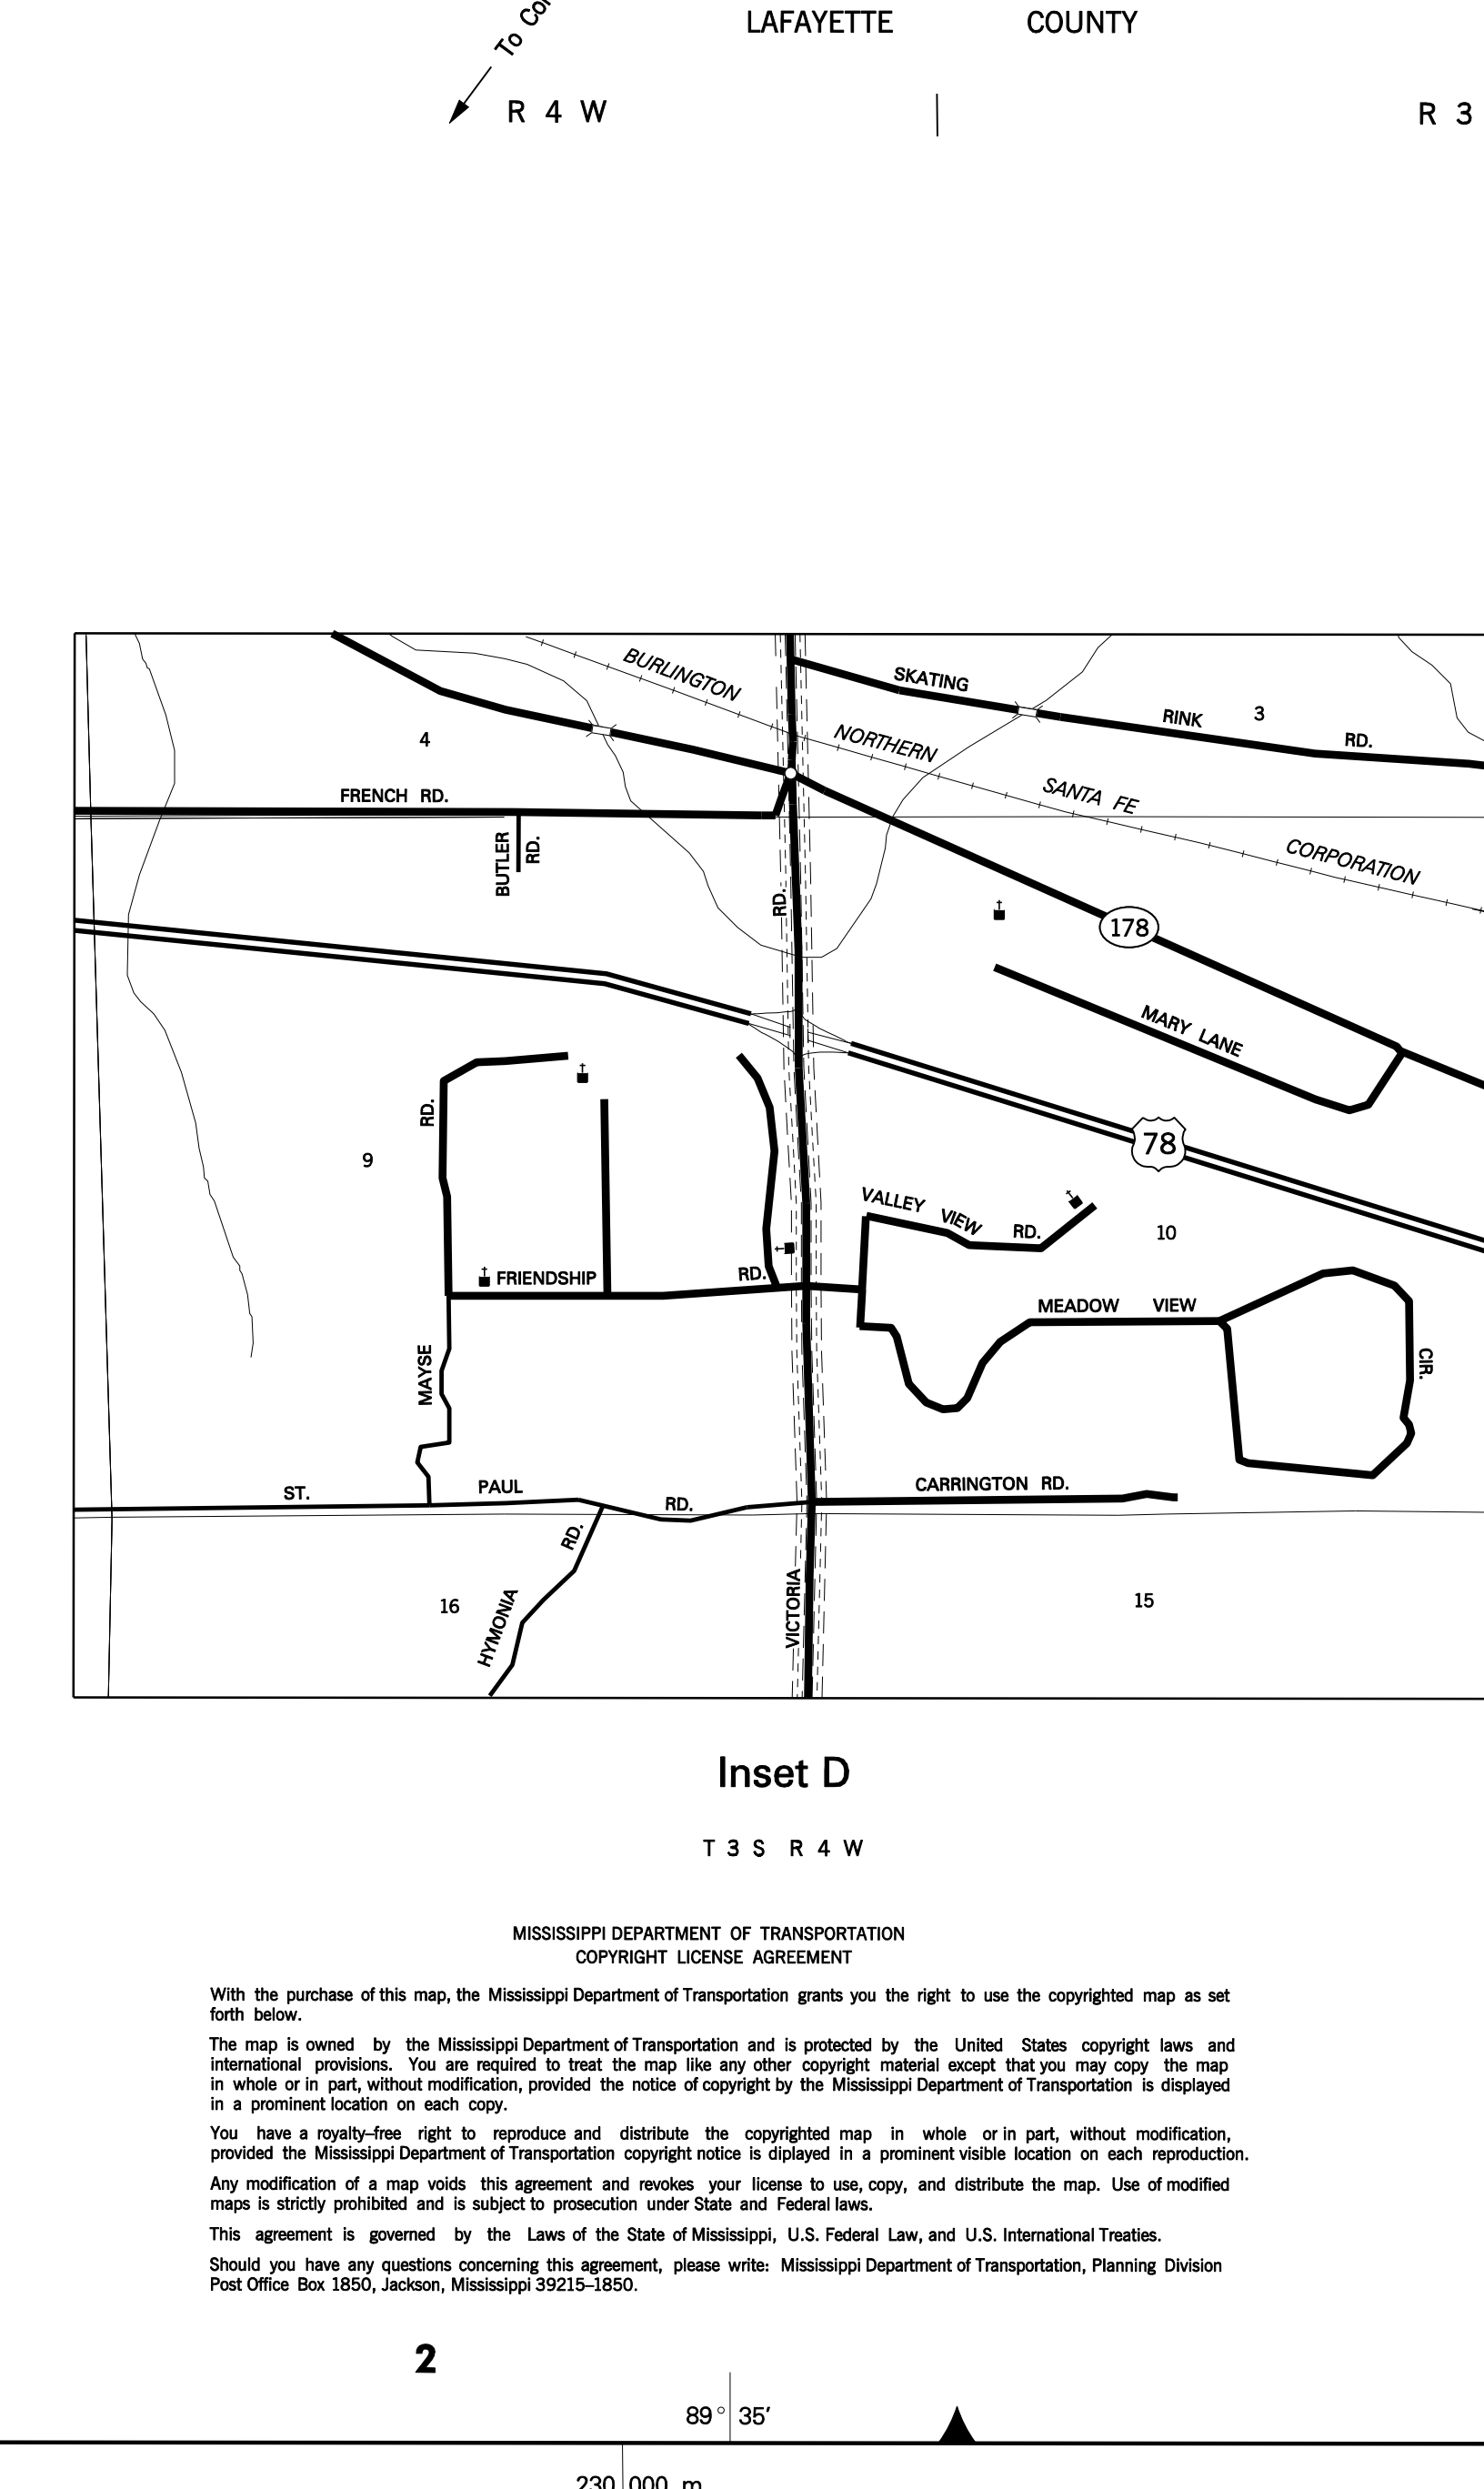 To
LAFAYETTE COUNTY
R 4 W
R 3
BURLINGTON NORTHERN SANTA FE CORPORATION
SKATING RINK RD.
3
4
FRENCH RD.
BUTLER RD.
RD.
178
MARY LANE
78
RD.
9
VALLEY VIEW RD.
10
FRIENDSHIP RD.
MEADOW VIEW CIR.
MAYSE
ST. PAUL RD.
CARRINGTON RD.
HYMONIA RD.
VICTORIA
16
15
Inset D
T 3 S R 4 W
MISSISSIPPI DEPARTMENT OF TRANSPORTATION
COPYRIGHT LICENSE AGREEMENT
With the purchase of this map, the Mississippi Department of Transportation grants you the right to use the copyrighted map as set
forth below.
The map is owned by the Mississippi Department of Transportation and is protected by the United States copyright laws and
international provisions. You are required to treat the map like any other copyright material except that you may copy the map
in whole or in part, without modification, provided the notice of copyright by the Mississippi Department of Transportation is displayed
in a prominent location on each copy.
You have a royalty-free right to reproduce and distribute the copyrighted map in whole or in part, without modification,
provided the Mississippi Department of Transportation copyright notice is diplayed in a prominent visible location on each reproduction.
Any modification of a map voids this agreement and revokes your license to use, copy, and distribute the map. Use of modified
maps is strictly prohibited and is subject to prosecution under State and Federal laws.
This agreement is governed by the Laws of the State of Mississippi, U.S. Federal Law, and U.S. International Treaties.
Should you have any questions concerning this agreement, please write: Mississippi Department of Transportation, Planning Division
Post Office Box 1850, Jackson, Mississippi 39215-1850.
2
89° 35'
230 000 m